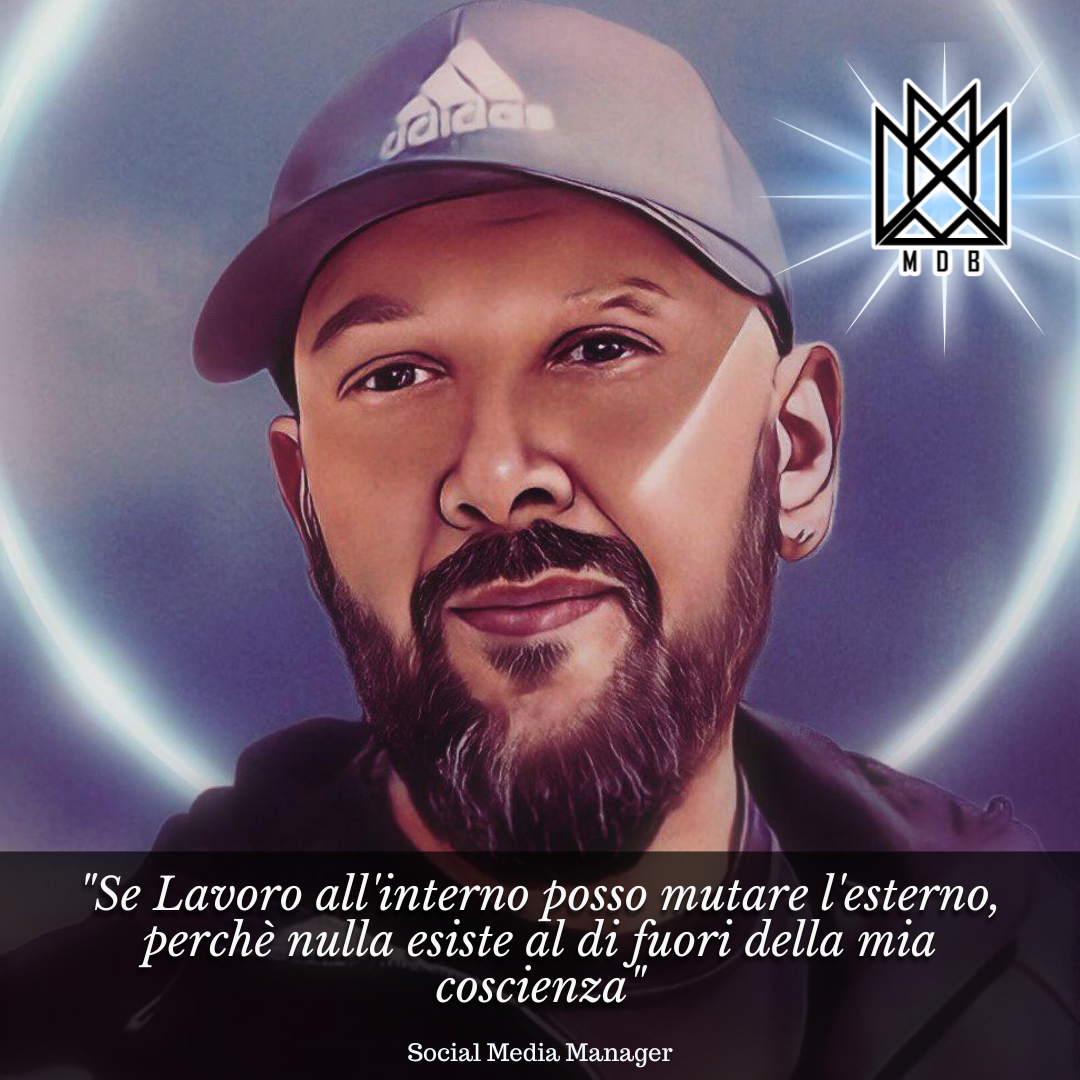 adidas
MDB
"Se Lavoro all'interno posso mutare l'esterno,
perchè nulla esiste al di fuori della mia
coscienza"
Social Media Manager